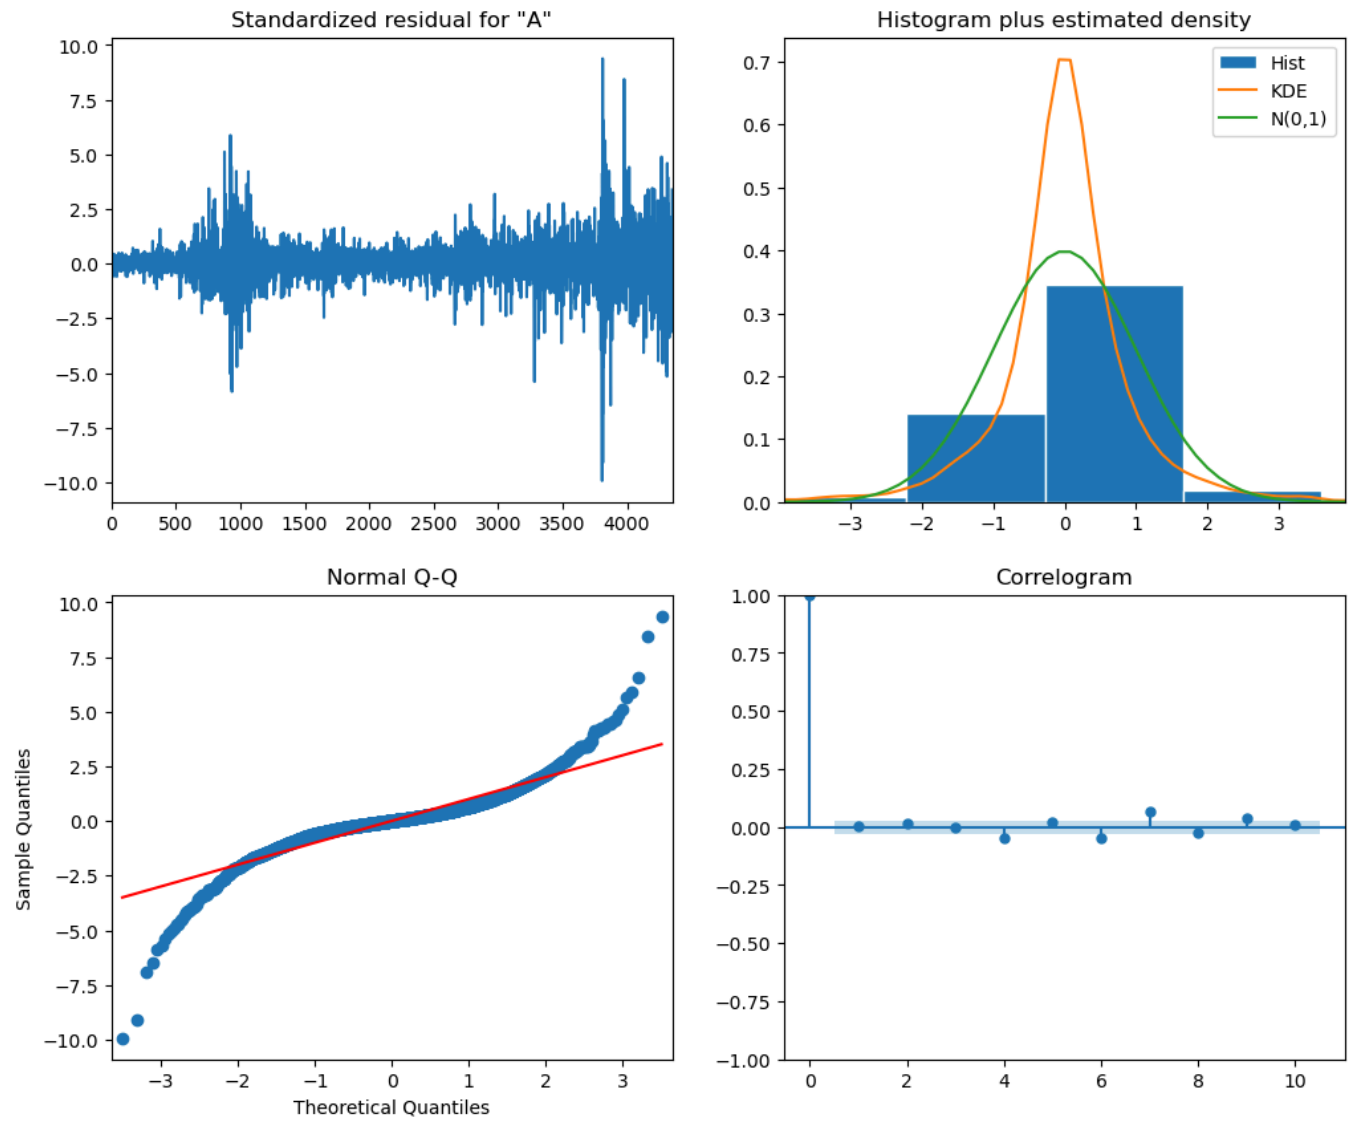 Standardized residual for "A"
10.0
7.5
5.0
2.5
0.0
−2.5
−5.0
−7.5
−10.0
0 500 1000 1500 2000 2500 3000 3500 4000
Histogram plus estimated density
Hist
KDE
N(0,1)
0.7
0.6
0.5
0.4
0.3
0.2
0.1
0.0
−3 −2 −1 0 1 2 3
Normal Q-Q
Sample Quantiles
10.0
7.5
5.0
2.5
0.0
−2.5
−5.0
−7.5
−10.0
−3 −2 −1 0 1 2 3
Theoretical Quantiles
Correlogram
1.00
0.75
0.50
0.25
0.00
−0.25
−0.50
−0.75
−1.00
0 2 4 6 8 10